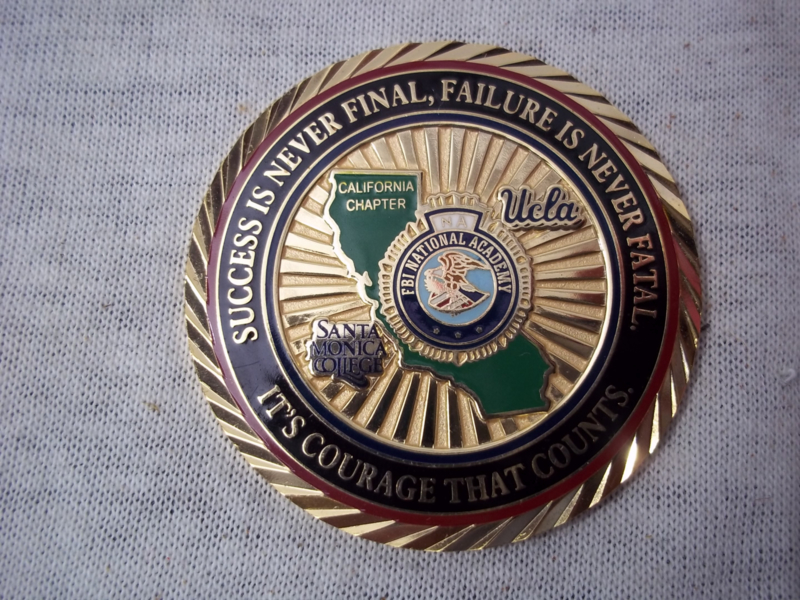 SUCCESS IS NEVER FINAL, FAILURE IS NEVER FATAL.
IT'S COURAGE THAT COUNTS.
CALIFORNIA
CHAPTER
Ucla
FBI NATIONAL ACADEMY
SANTA
MONICA
COLLEGE